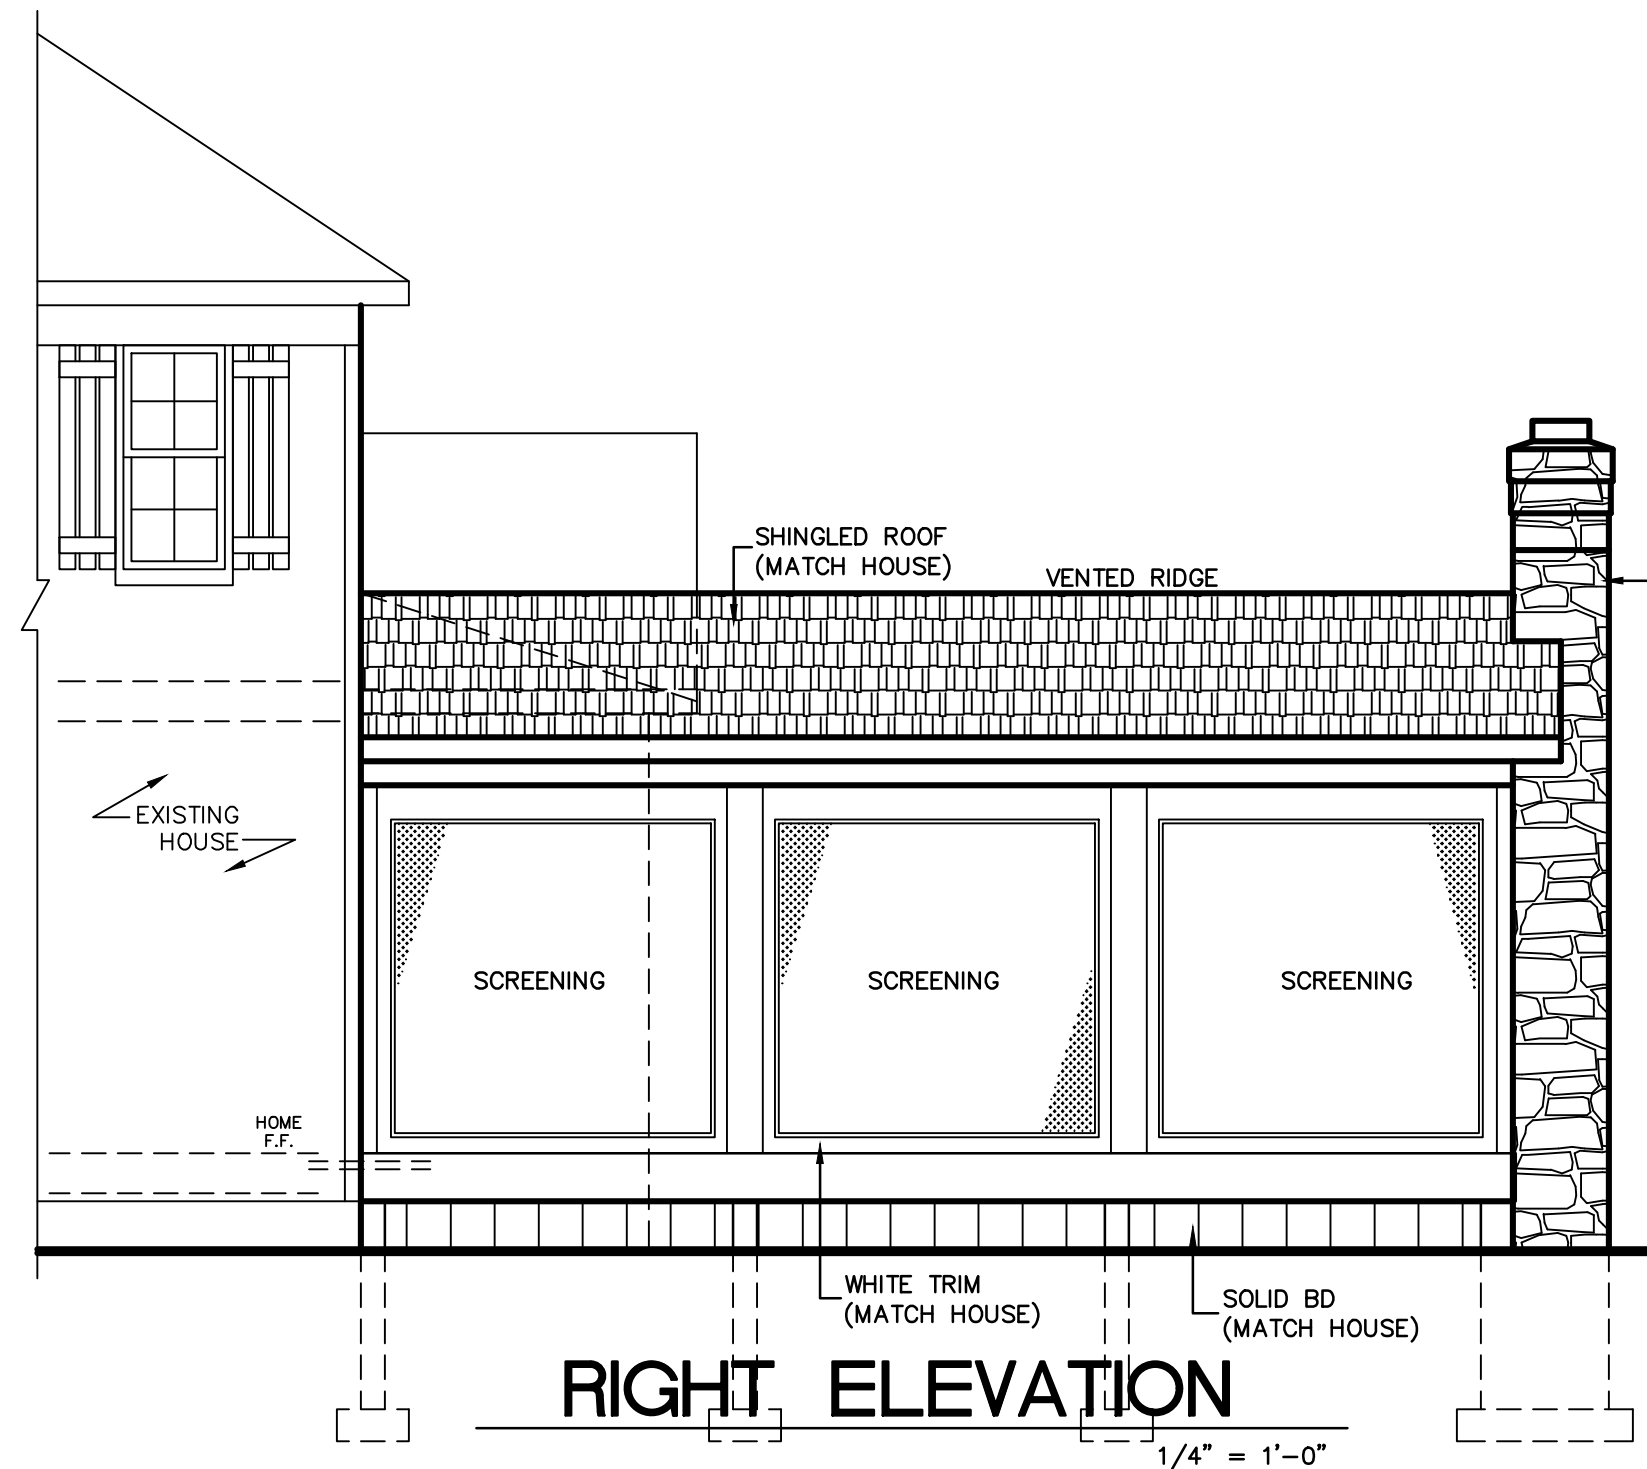 SHINGLED ROOF
(MATCH HOUSE)
VENTED RIDGE
EXISTING
HOUSE
SCREENING
SCREENING
SCREENING
HOME
F.F.
WHITE TRIM
(MATCH HOUSE)
SOLID BD
(MATCH HOUSE)
RIGHT ELEVATION
1/4" = 1'-0"